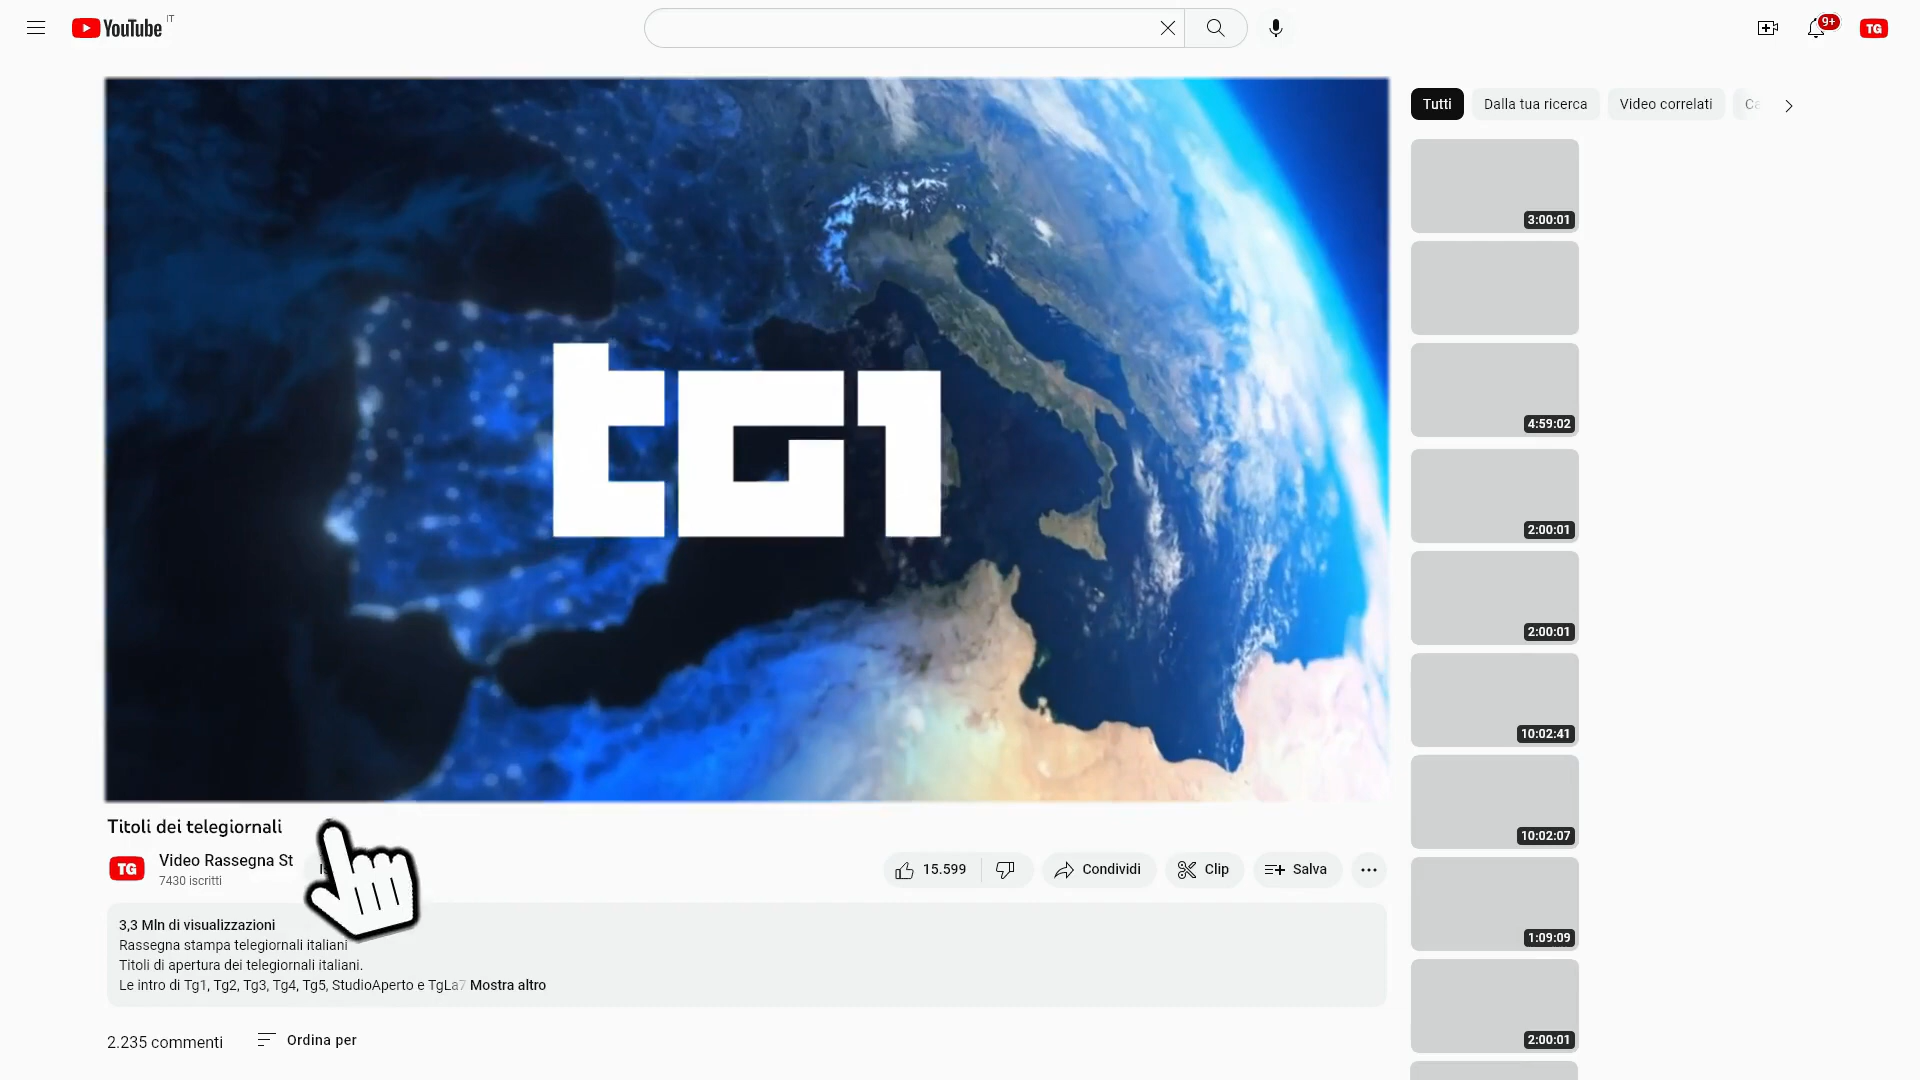 YouTube IT
9+
TG
tG1
Tutti
Dalla tua ricerca
Video correlati
3:00:01
4:59:02
2:00:01
2:00:01
10:02:41
10:02:07
1:09:09
2:00:01
Titoli dei telegiornali
TG
Video Rassegna St
7430 iscritti
15.599
Condividi
Clip
Salva
3,3 Mln di visualizzazioni
Rassegna stampa telegiornali italiani
Titoli di apertura dei telegiornali italiani.
Le intro di Tg1, Tg2, Tg3, Tg4, Tg5, StudioAperto e TgLa7 Mostra altro
2.235 commenti
Ordina per